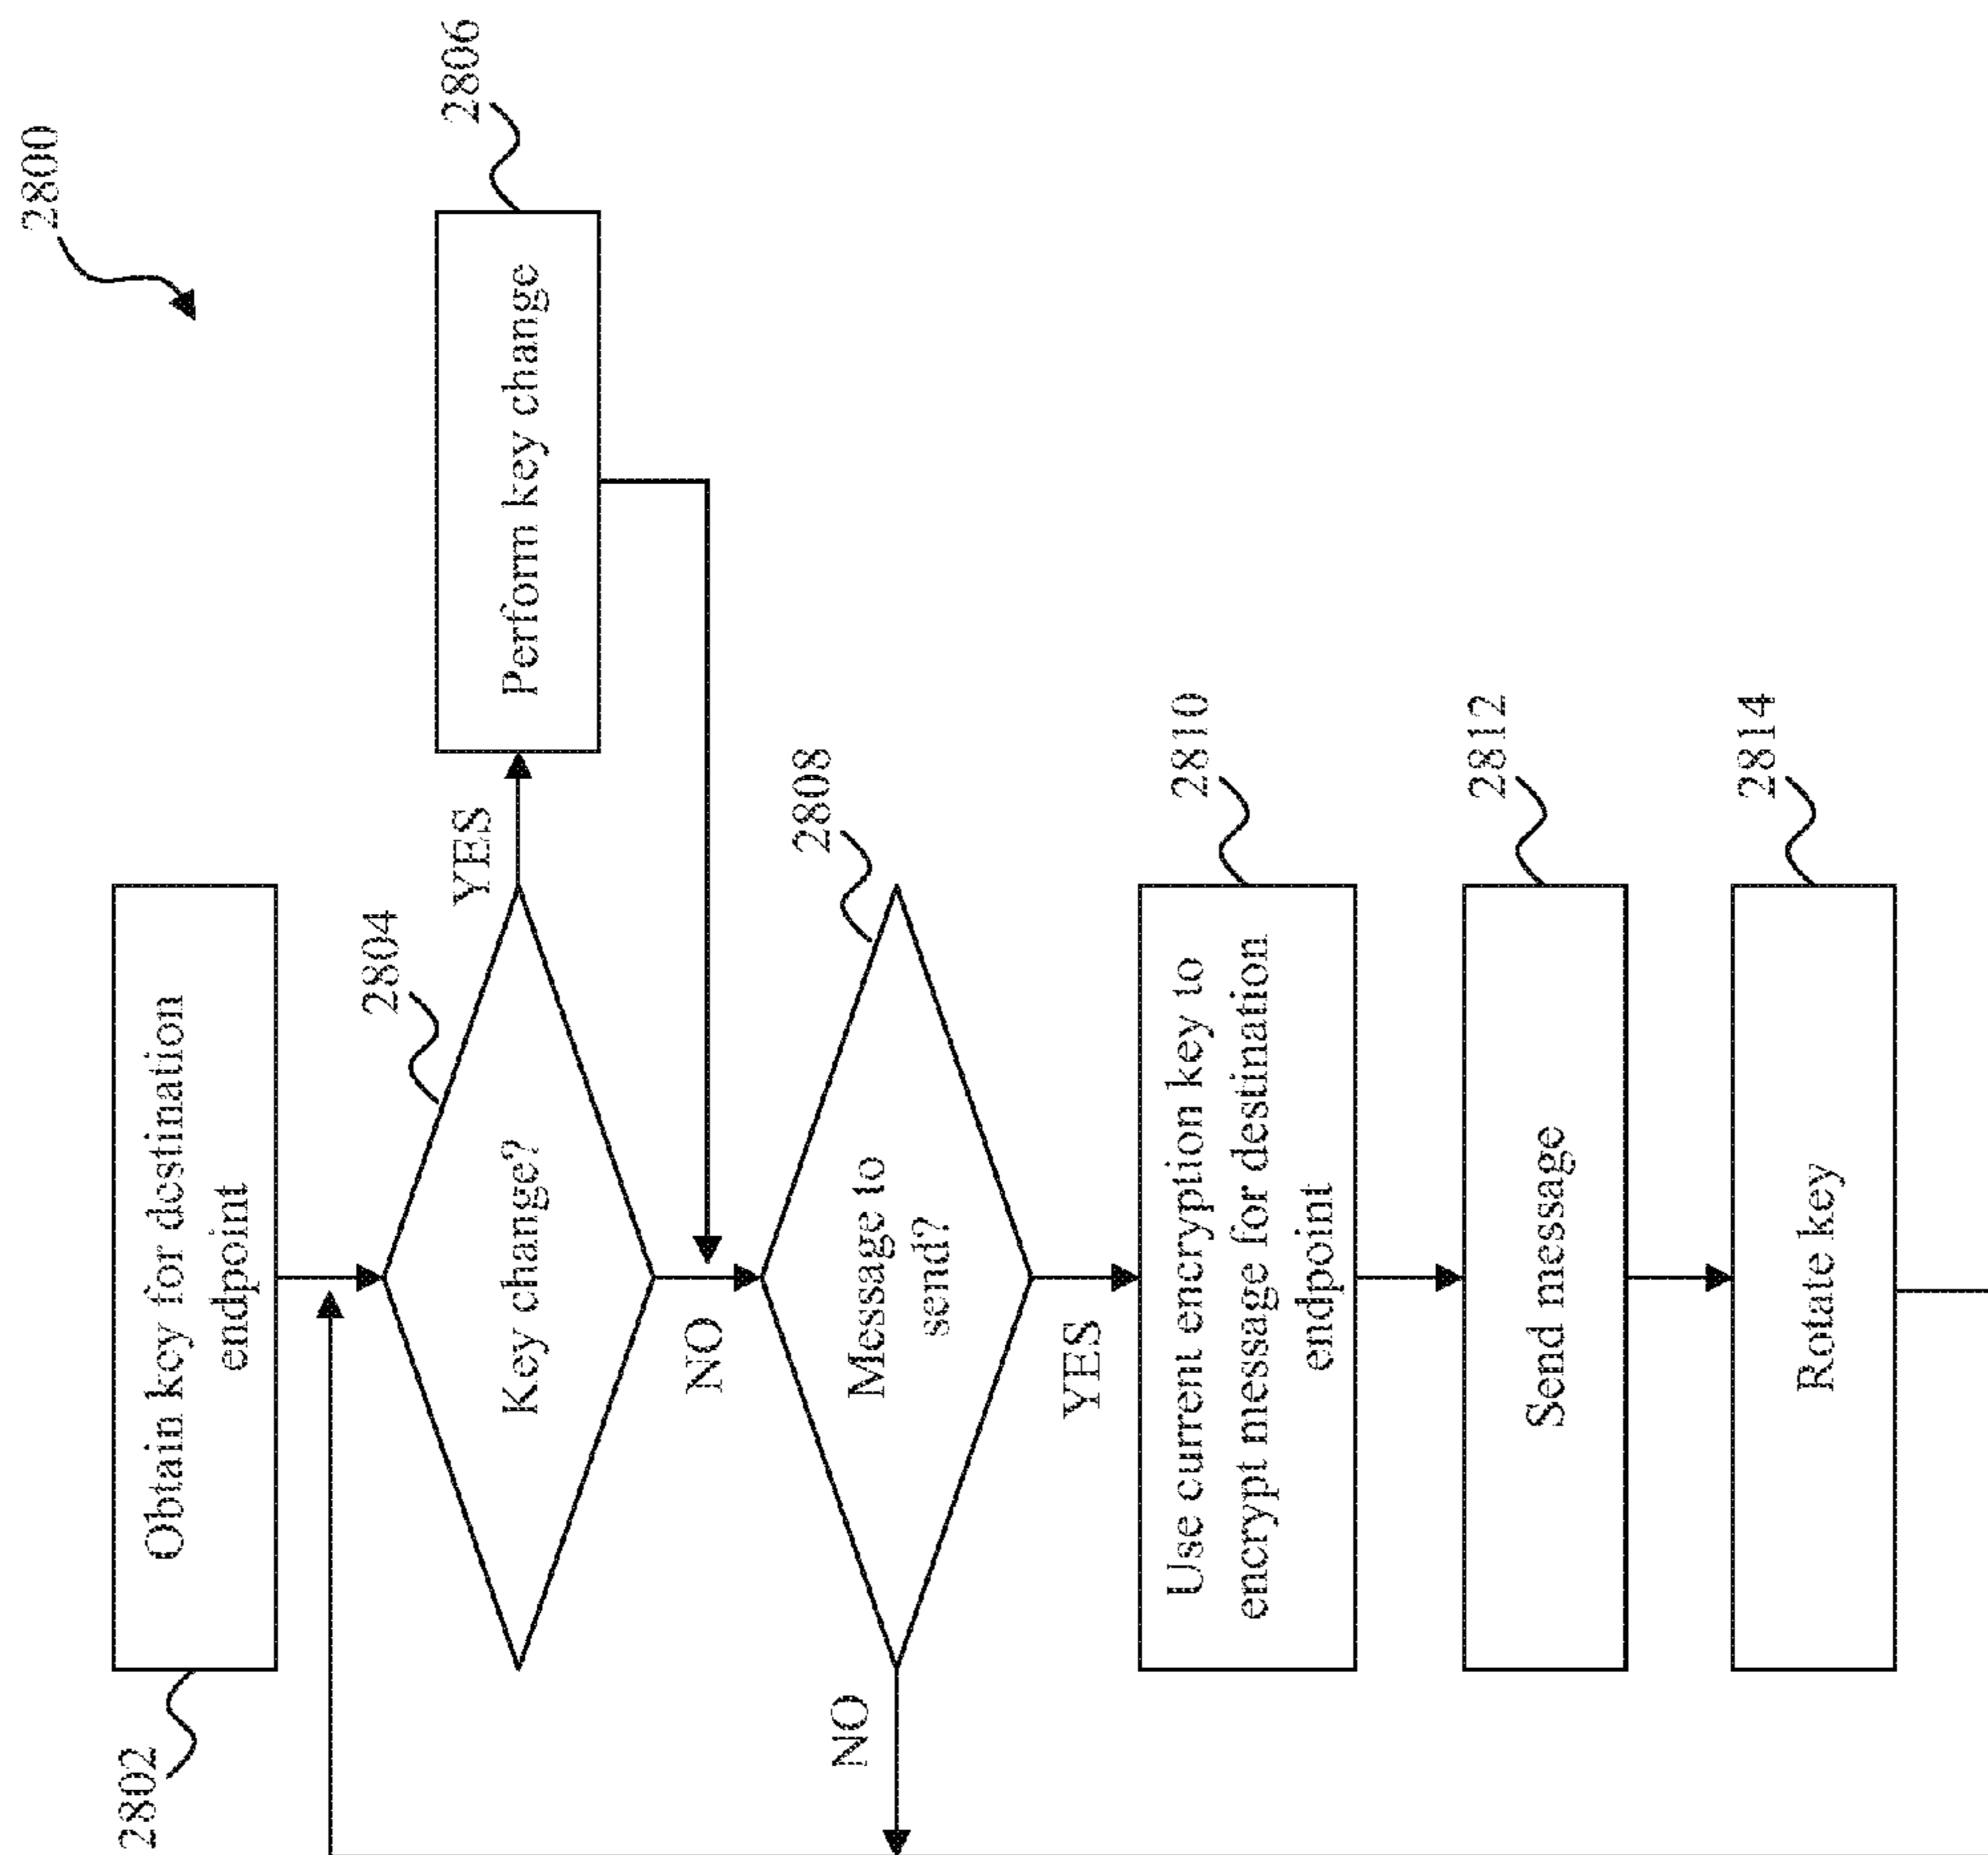 2800
2802
Obtain key for destination
endpoint
2804
Key change?
YES
2806
Perform key change
NO
2808
Message to
send?
NO
YES
2810
Use current encryption key to
encrypt message for destination
endpoint
2812
Send message
2814
Rotate key